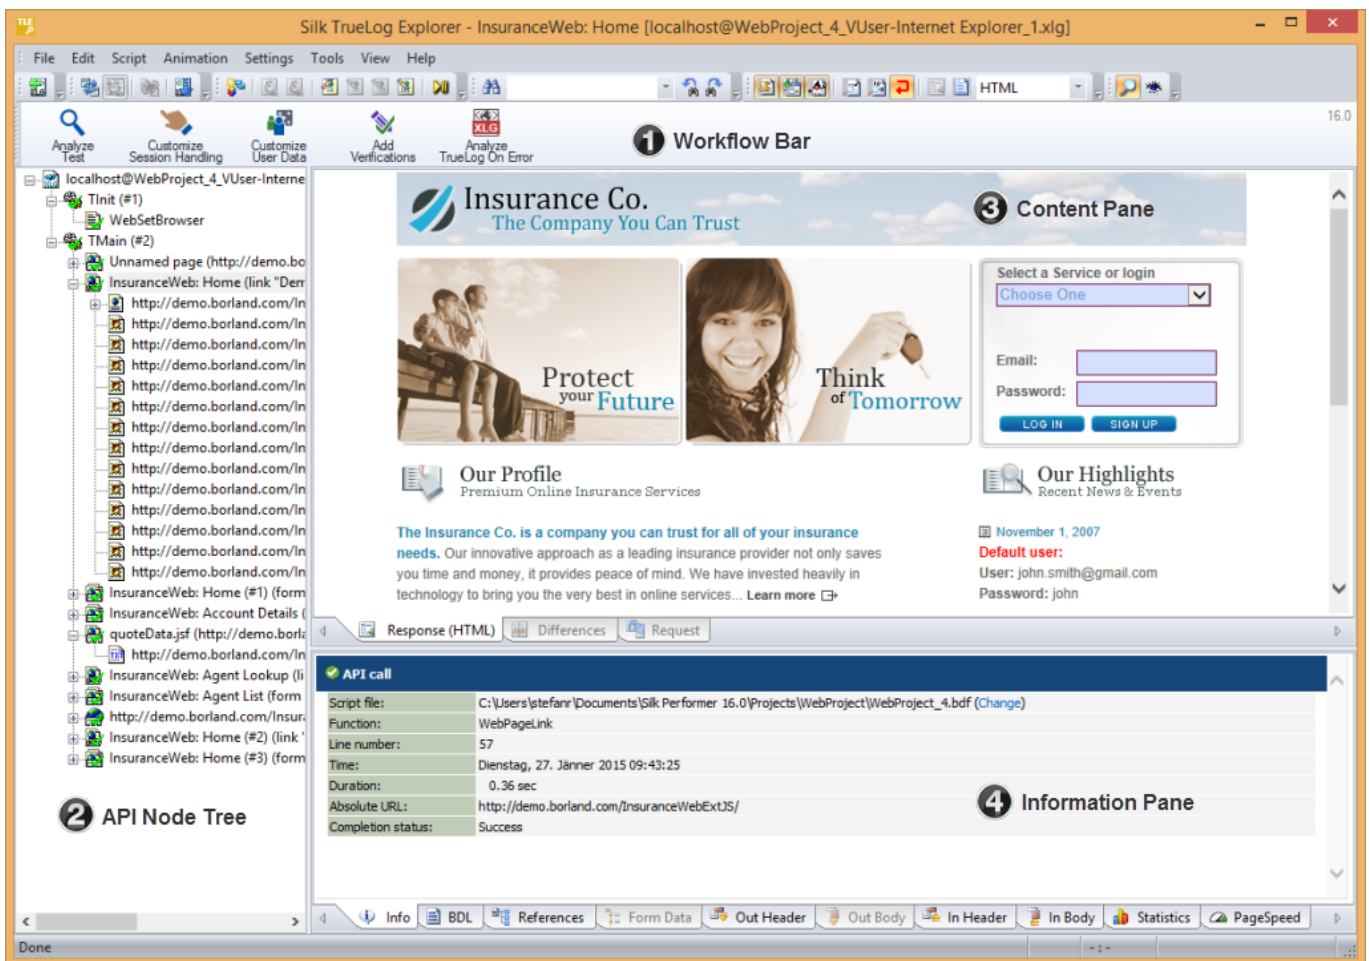 Silk TrueLog Explorer - InsuranceWeb: Home [localhost@WebProject_4_VUser-Internet Explorer_1.xlg]
File Edit Script Animation Settings Tools View Help
HTML
16.0
Analyze Test
Customize Session Handling
Customize User Data
Add Verifications
XLG
Analyze TrueLog On Error
1 Workflow Bar
localhost@WebProject_4_VUser-Interne
TInit (#1)
WebSetBrowser
TMain (#2)
Unnamed page (http://demo.bo
InsuranceWeb: Home (link "Dem
http://demo.borland.com/In
http://demo.borland.com/In
http://demo.borland.com/In
http://demo.borland.com/In
http://demo.borland.com/In
http://demo.borland.com/In
http://demo.borland.com/In
http://demo.borland.com/In
http://demo.borland.com/In
http://demo.borland.com/In
http://demo.borland.com/In
http://demo.borland.com/In
http://demo.borland.com/In
http://demo.borland.com/In
InsuranceWeb: Home (#1) (form
InsuranceWeb: Account Details (
quoteData.jsf (http://demo.borla
http://demo.borland.com/In
InsuranceWeb: Agent Lookup (li
InsuranceWeb: Agent List (form
http://demo.borland.com/Insur
InsuranceWeb: Home (#2) (link '
InsuranceWeb: Home (#3) (form
2 API Node Tree
Insurance Co.
The Company You Can Trust
3 Content Pane
Protect
your Future
Think
of Tomorrow
Select a Service or login
Choose One
Email:
Password:
LOG IN SIGN UP
Our Profile
Premium Online Insurance Services
The Insurance Co. is a company you can trust for all of your insurance
needs. Our innovative approach as a leading insurance provider not only saves
you time and money, it provides peace of mind. We have invested heavily in
technology to bring you the very best in online services... Learn more
Our Highlights
Recent News & Events
November 1, 2007
Default user:
User: john.smith@gmail.com
Password: john
Response (HTML) Differences Request
API call
Script file: C:\Users\stefanr\Documents\Silk Performer 16.0\Projects\WebProject\WebProject_4.bdf (Change)
Function: WebPageLink
Line number: 57
Time: Dienstag, 27. Jänner 2015 09:43:25
Duration: 0.36 sec
Absolute URL: http://demo.borland.com/InsuranceWebExtJS/
Completion status: Success
4 Information Pane
Info BDL References Form Data Out Header Out Body In Header In Body Statistics PageSpeed
Done
-:-